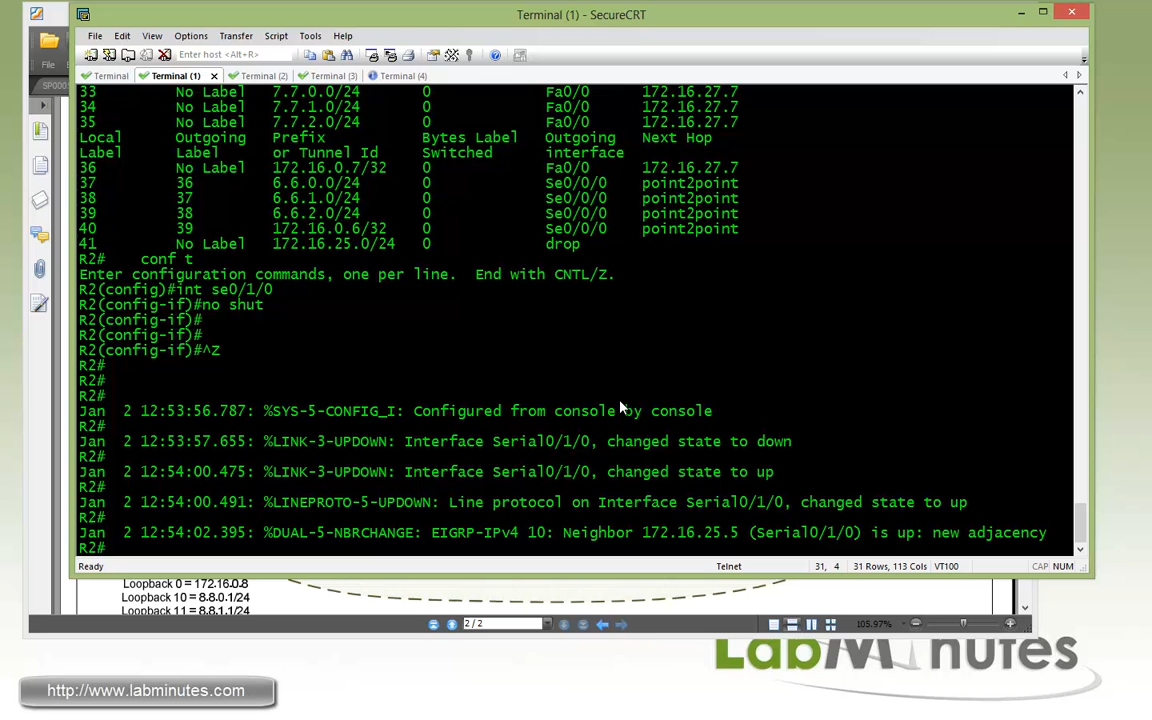 Terminal (1) - SecureCRT
File Edit View Options Transfer Script Tools Help
Enter host <Alt+R>
File
Terminal Terminal (1) Terminal (2) Terminal (3) Terminal (4)
33 No Label 7.7.0.0/24 0 Fa0/0 172.16.27.7
34 No Label 7.7.1.0/24 0 Fa0/0 172.16.27.7
35 No Label 7.7.2.0/24 0 Fa0/0 172.16.27.7
Local Outgoing Prefix Bytes Label Outgoing Next Hop
Label Label or Tunnel Id Switched interface
36 No Label 172.16.0.7/32 0 Fa0/0 172.16.27.7
37 36 6.6.0.0/24 0 Se0/0/0 point2point
38 37 6.6.1.0/24 0 Se0/0/0 point2point
39 38 6.6.2.0/24 0 Se0/0/0 point2point
40 39 172.16.0.6/32 0 Se0/0/0 point2point
41 No Label 172.16.25.0/24 0 drop
R2# conf t
Enter configuration commands, one per line. End with CNTL/Z.
R2(config)#int se0/1/0
R2(config-if)#no shut
R2(config-if)#
R2(config-if)#
R2(config-if)#^Z
R2#
R2#
R2#
Jan 2 12:53:56.787: %SYS-5-CONFIG_I: Configured from console by console
R2#
Jan 2 12:53:57.655: %LINK-3-UPDOWN: Interface Serial0/1/0, changed state to down
R2#
Jan 2 12:54:00.475: %LINK-3-UPDOWN: Interface Serial0/1/0, changed state to up
R2#
Jan 2 12:54:00.491: %LINEPROTO-5-UPDOWN: Line protocol on Interface Serial0/1/0, changed state to up
R2#
Jan 2 12:54:02.395: %DUAL-5-NBRCHANGE: EIGRP-IPv4 10: Neighbor 172.16.25.5 (Serial0/1/0) is up: new adjacency
R2#
Ready Telnet 31, 4 31 Rows, 113 Cols VT100 CAP NUM
Loopback 0 = 172.16.0.8
Loopback 10 = 8.8.0.1/24
Loopback 11 = 8.8.1.1/24
2 / 2 105.97%
LabMinutes
http://www.labminutes.com